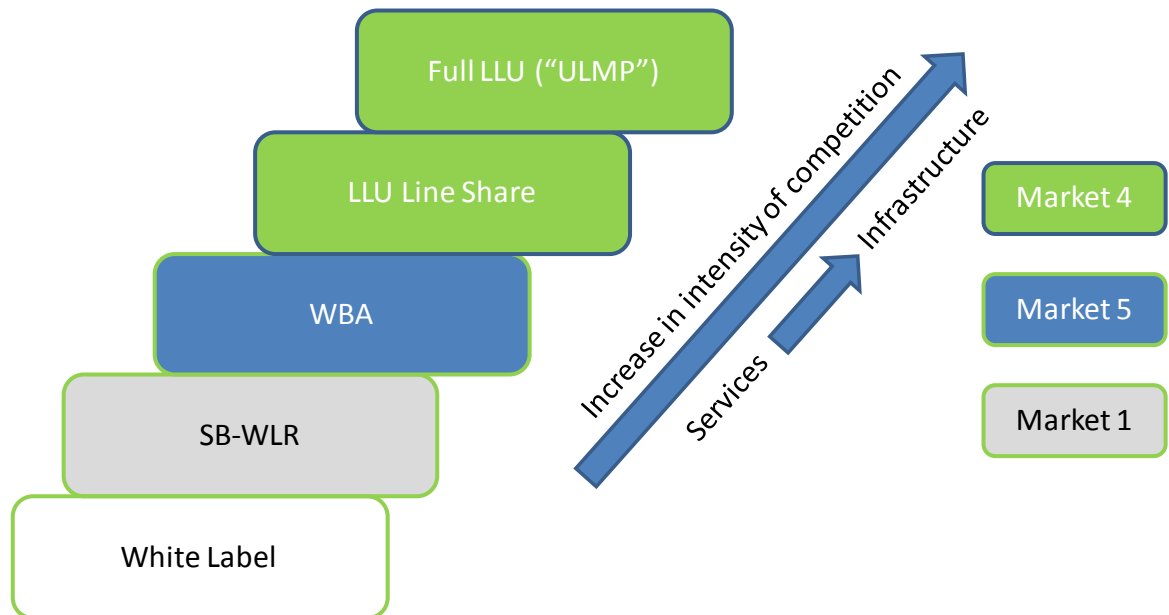 Full LLU (“ULMP”)
LLU Line Share
WBA
SB-WLR
White Label
Increase in intensity of competition
Services
Infrastructure
Market 4
Market 5
Market 1